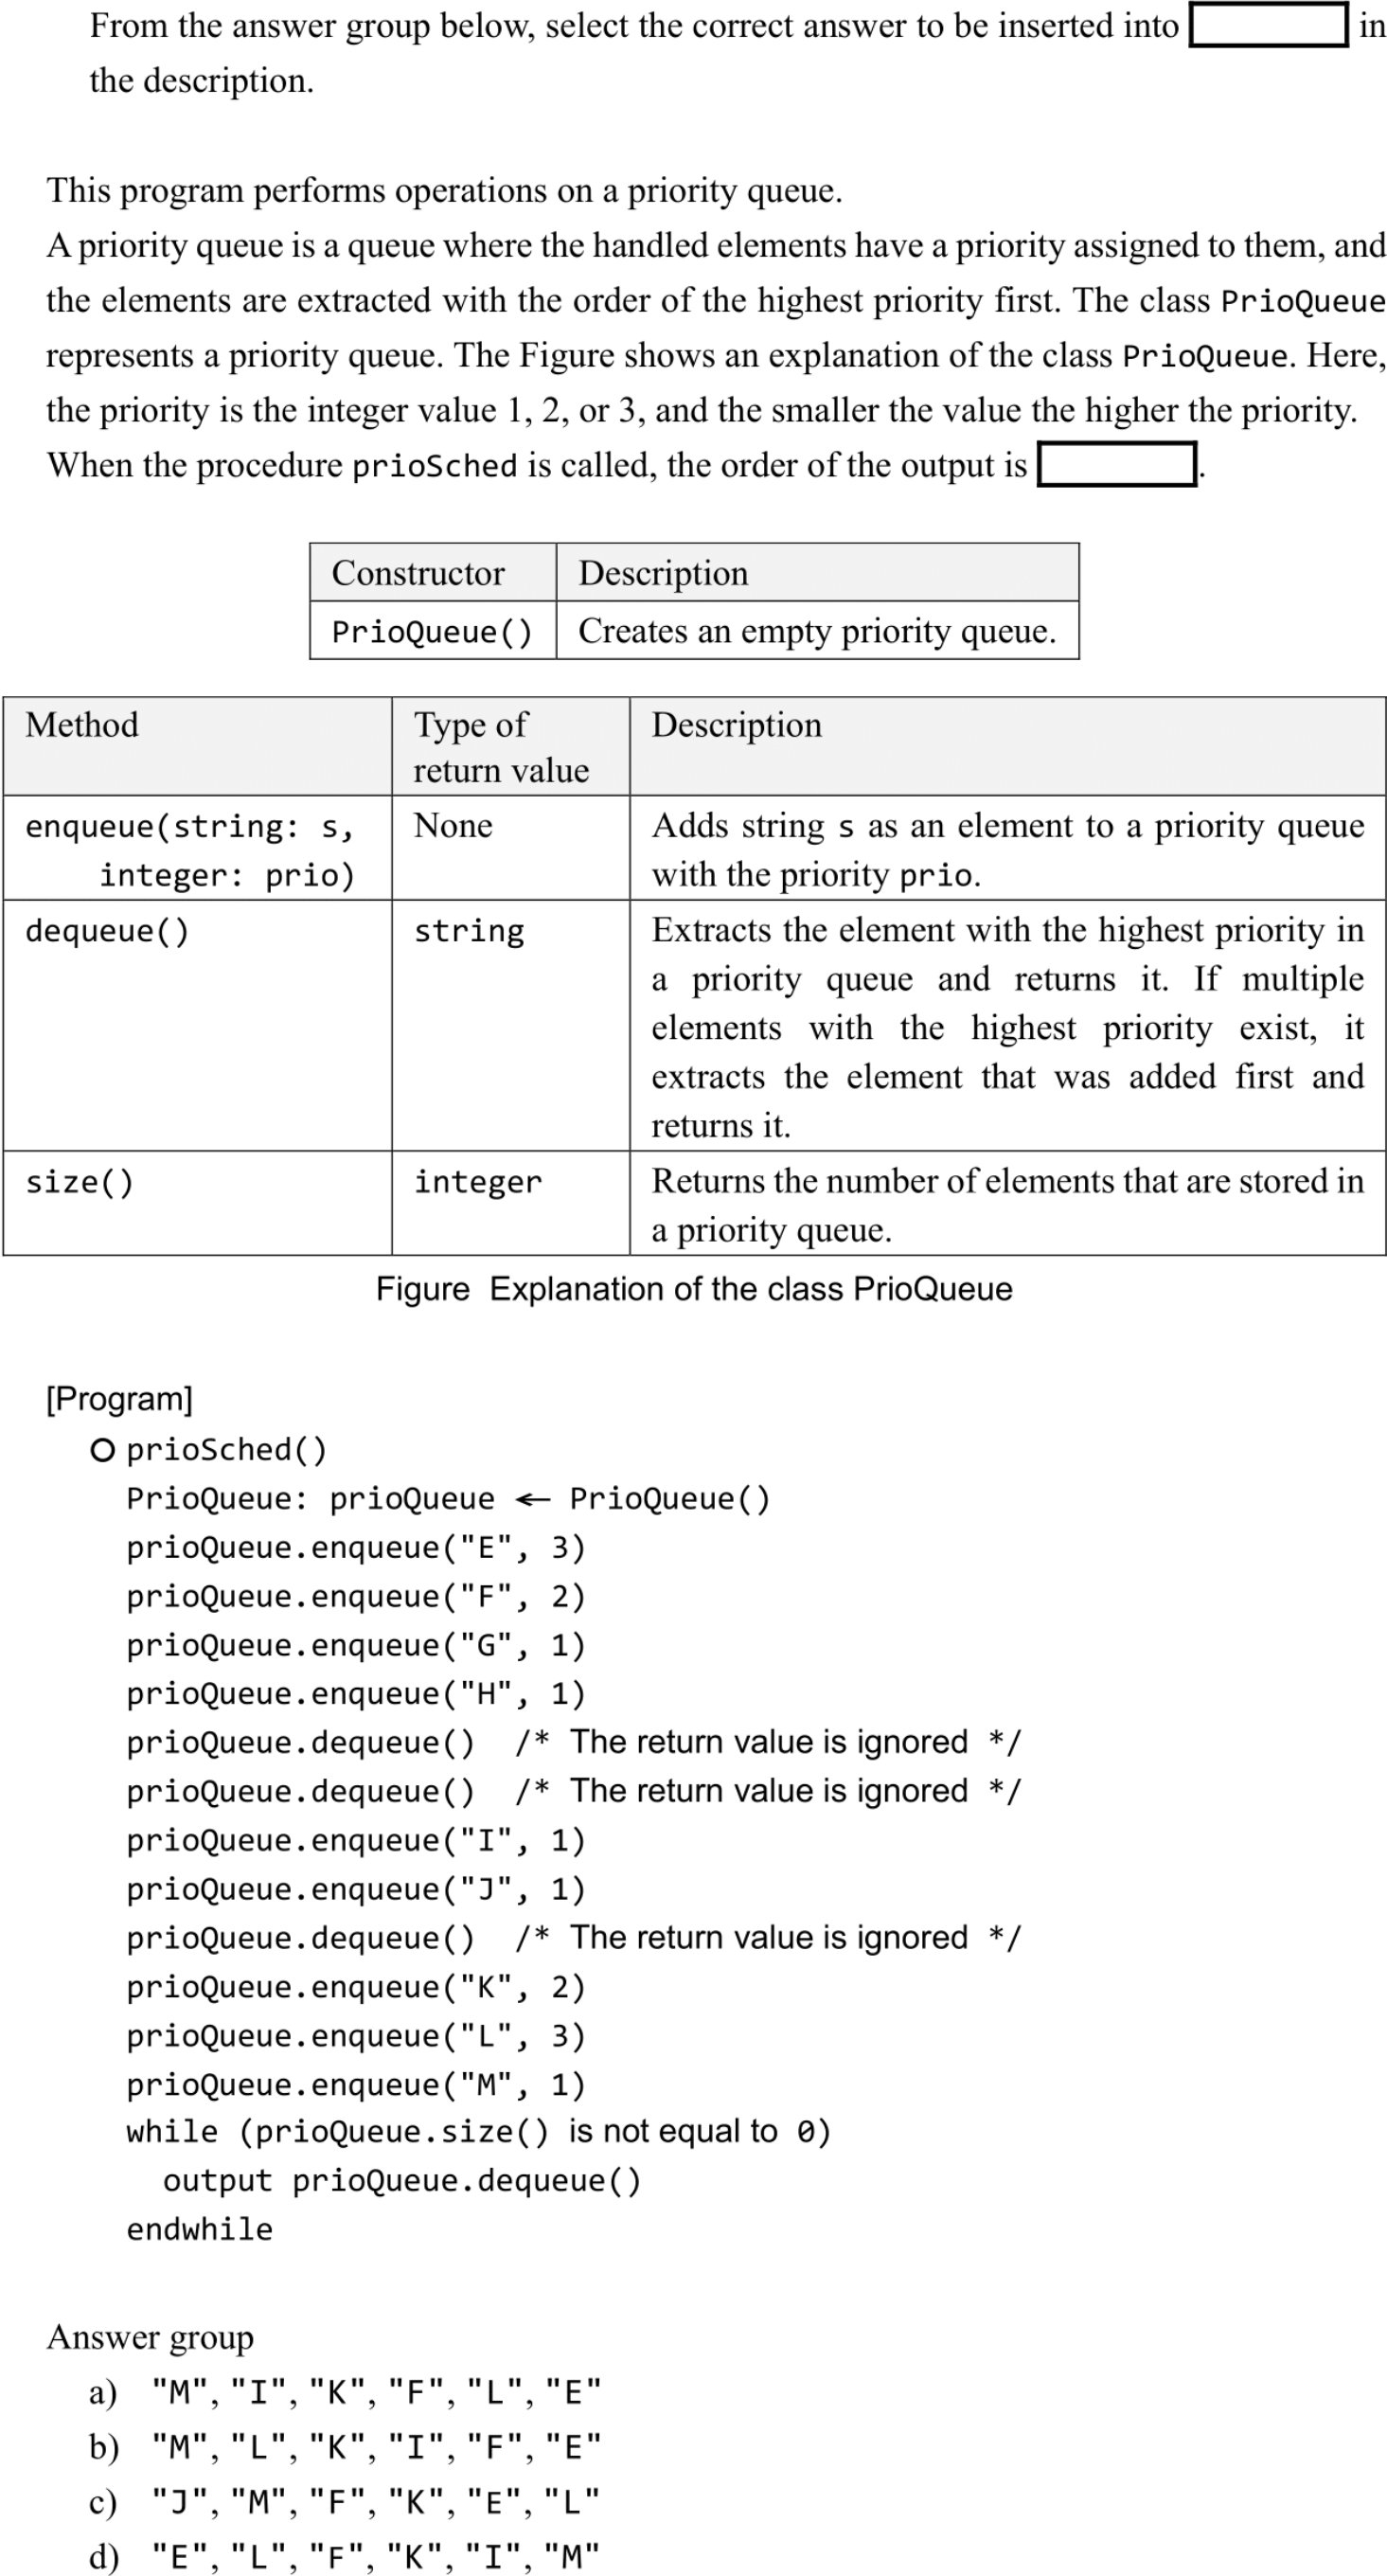 From the answer group below, select the correct answer to be inserted into in
the description.
This program performs operations on a priority queue.
A priority queue is a queue where the handled elements have a priority assigned to them, and
the elements are extracted with the order of the highest priority first. The class PrioQueue
represents a priority queue. The Figure shows an explanation of the class PrioQueue. Here,
the priority is the integer value 1, 2, or 3, and the smaller the value the higher the priority.
When the procedure prioSched is called, the order of the output is .
Constructor Description
PrioQueue() Creates an empty priority queue.
Method Type of return value Description
enqueue(string: s, integer: prio) None Adds string s as an element to a priority queue
with the priority prio.
dequeue() string Extracts the element with the highest priority in
a priority queue and returns it. If multiple
elements with the highest priority exist, it
extracts the element that was added first and
returns it.
size() integer Returns the number of elements that are stored in
a priority queue.
Figure Explanation of the class PrioQueue
[Program]
○ prioSched()
PrioQueue: prioQueue ← PrioQueue()
prioQueue.enqueue("E", 3)
prioQueue.enqueue("F", 2)
prioQueue.enqueue("G", 1)
prioQueue.enqueue("H", 1)
prioQueue.dequeue() /* The return value is ignored */
prioQueue.dequeue() /* The return value is ignored */
prioQueue.enqueue("I", 1)
prioQueue.enqueue("J", 1)
prioQueue.dequeue() /* The return value is ignored */
prioQueue.enqueue("K", 2)
prioQueue.enqueue("L", 3)
prioQueue.enqueue("M", 1)
while (prioQueue.size() is not equal to 0)
output prioQueue.dequeue()
endwhile
Answer group
a) "M", "I", "K", "F", "L", "E"
b) "M", "L", "K", "I", "F", "E"
c) "J", "M", "F", "K", "E", "L"
d) "E", "L", "F", "K", "I", "M"